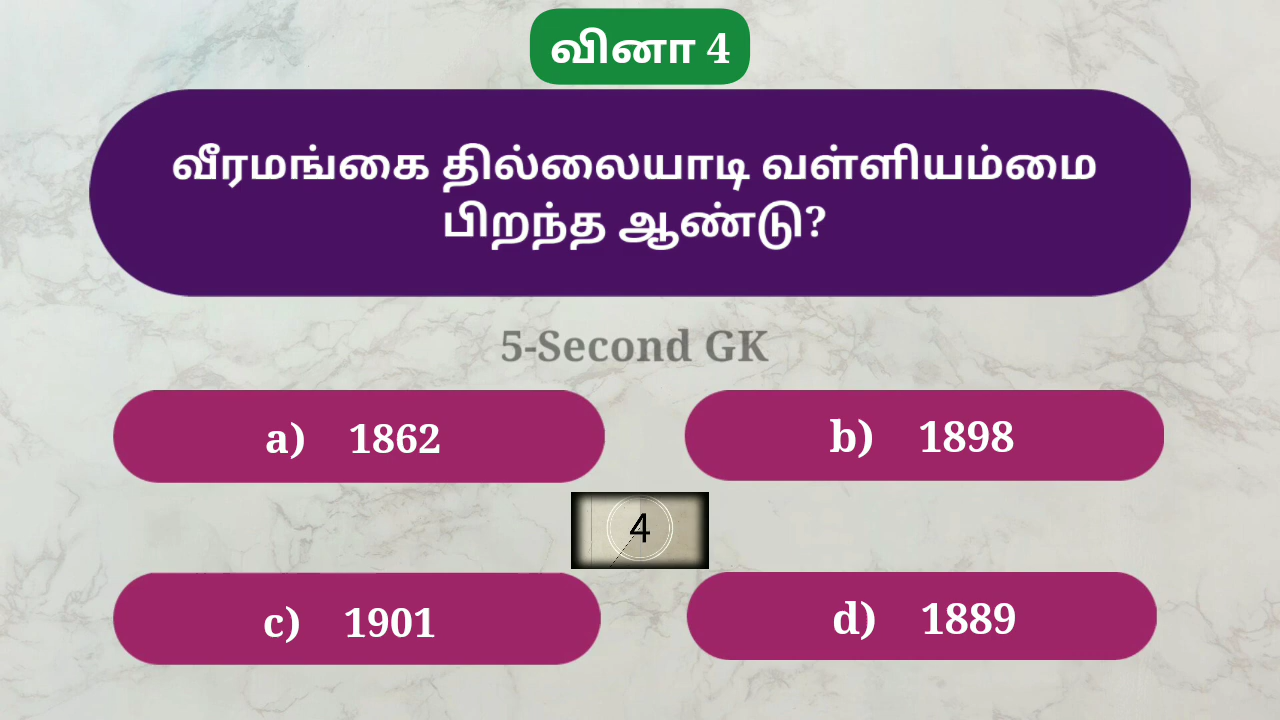 வினா 4
வீரமங்கை தில்லையாடி வள்ளியம்மை
பிறந்த ஆண்டு?
5-Second GK
a) 1862
b) 1898
4
c) 1901
d) 1889